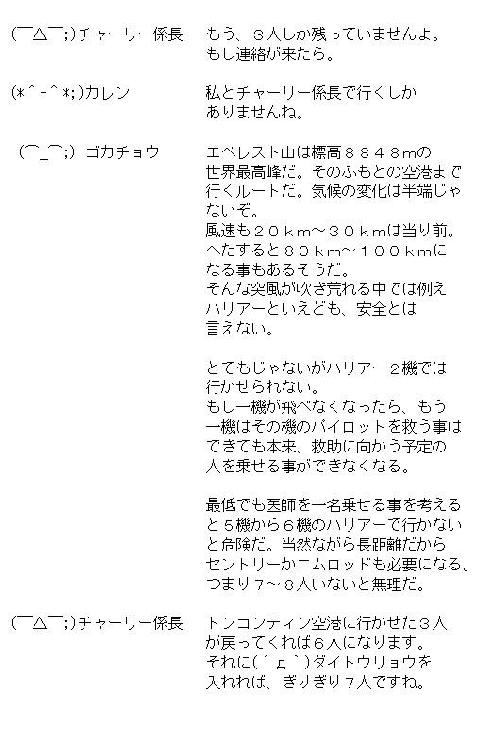 (￣△￣;)チャーリー係長　もう、３人しか残っていませんよ。
もし連絡が来たら。
(*＾-＾*;)カレン　私とチャーリー係長で行くしか
ありませんね。
(⌒_⌒;) ゴカチョウ　エベレスト山は標高８８４８ｍの
世界最高峰だ。そのふもとの空港まで
行くルートだ。気候の変化は半端じゃ
ないぞ。
風速も２０ｋｍ～３０ｋｍは当り前。
へたすると８０ｋｍ～１００ｋｍに
なる事もあるそうだ。
そんな突風が吹き荒れる中では例え
ハリアーといえども、安全とは
言えない。
とてもじゃないがハリアー２機では
行かせられない。
もし一機が飛べなくなったら、もう
一機はその機のパイロットを救う事は
できても本来、救助に向かう予定の
人を乗せる事ができなくなる。
最低でも医師を一名乗せる事を考える
と５機から６機のハリアーで行かない
と危険だ。当然ながら長距離だから
セントリーかニムロッドも必要になる、
つまり７～８人いないと無理だ。
(￣△￣;)チャーリー係長　トンコンティン空港に行かせた３人
が戻ってくれば６人になります。
それに(´д｀)ダイトウリョウを
入れれば、ぎりぎり７人ですね。